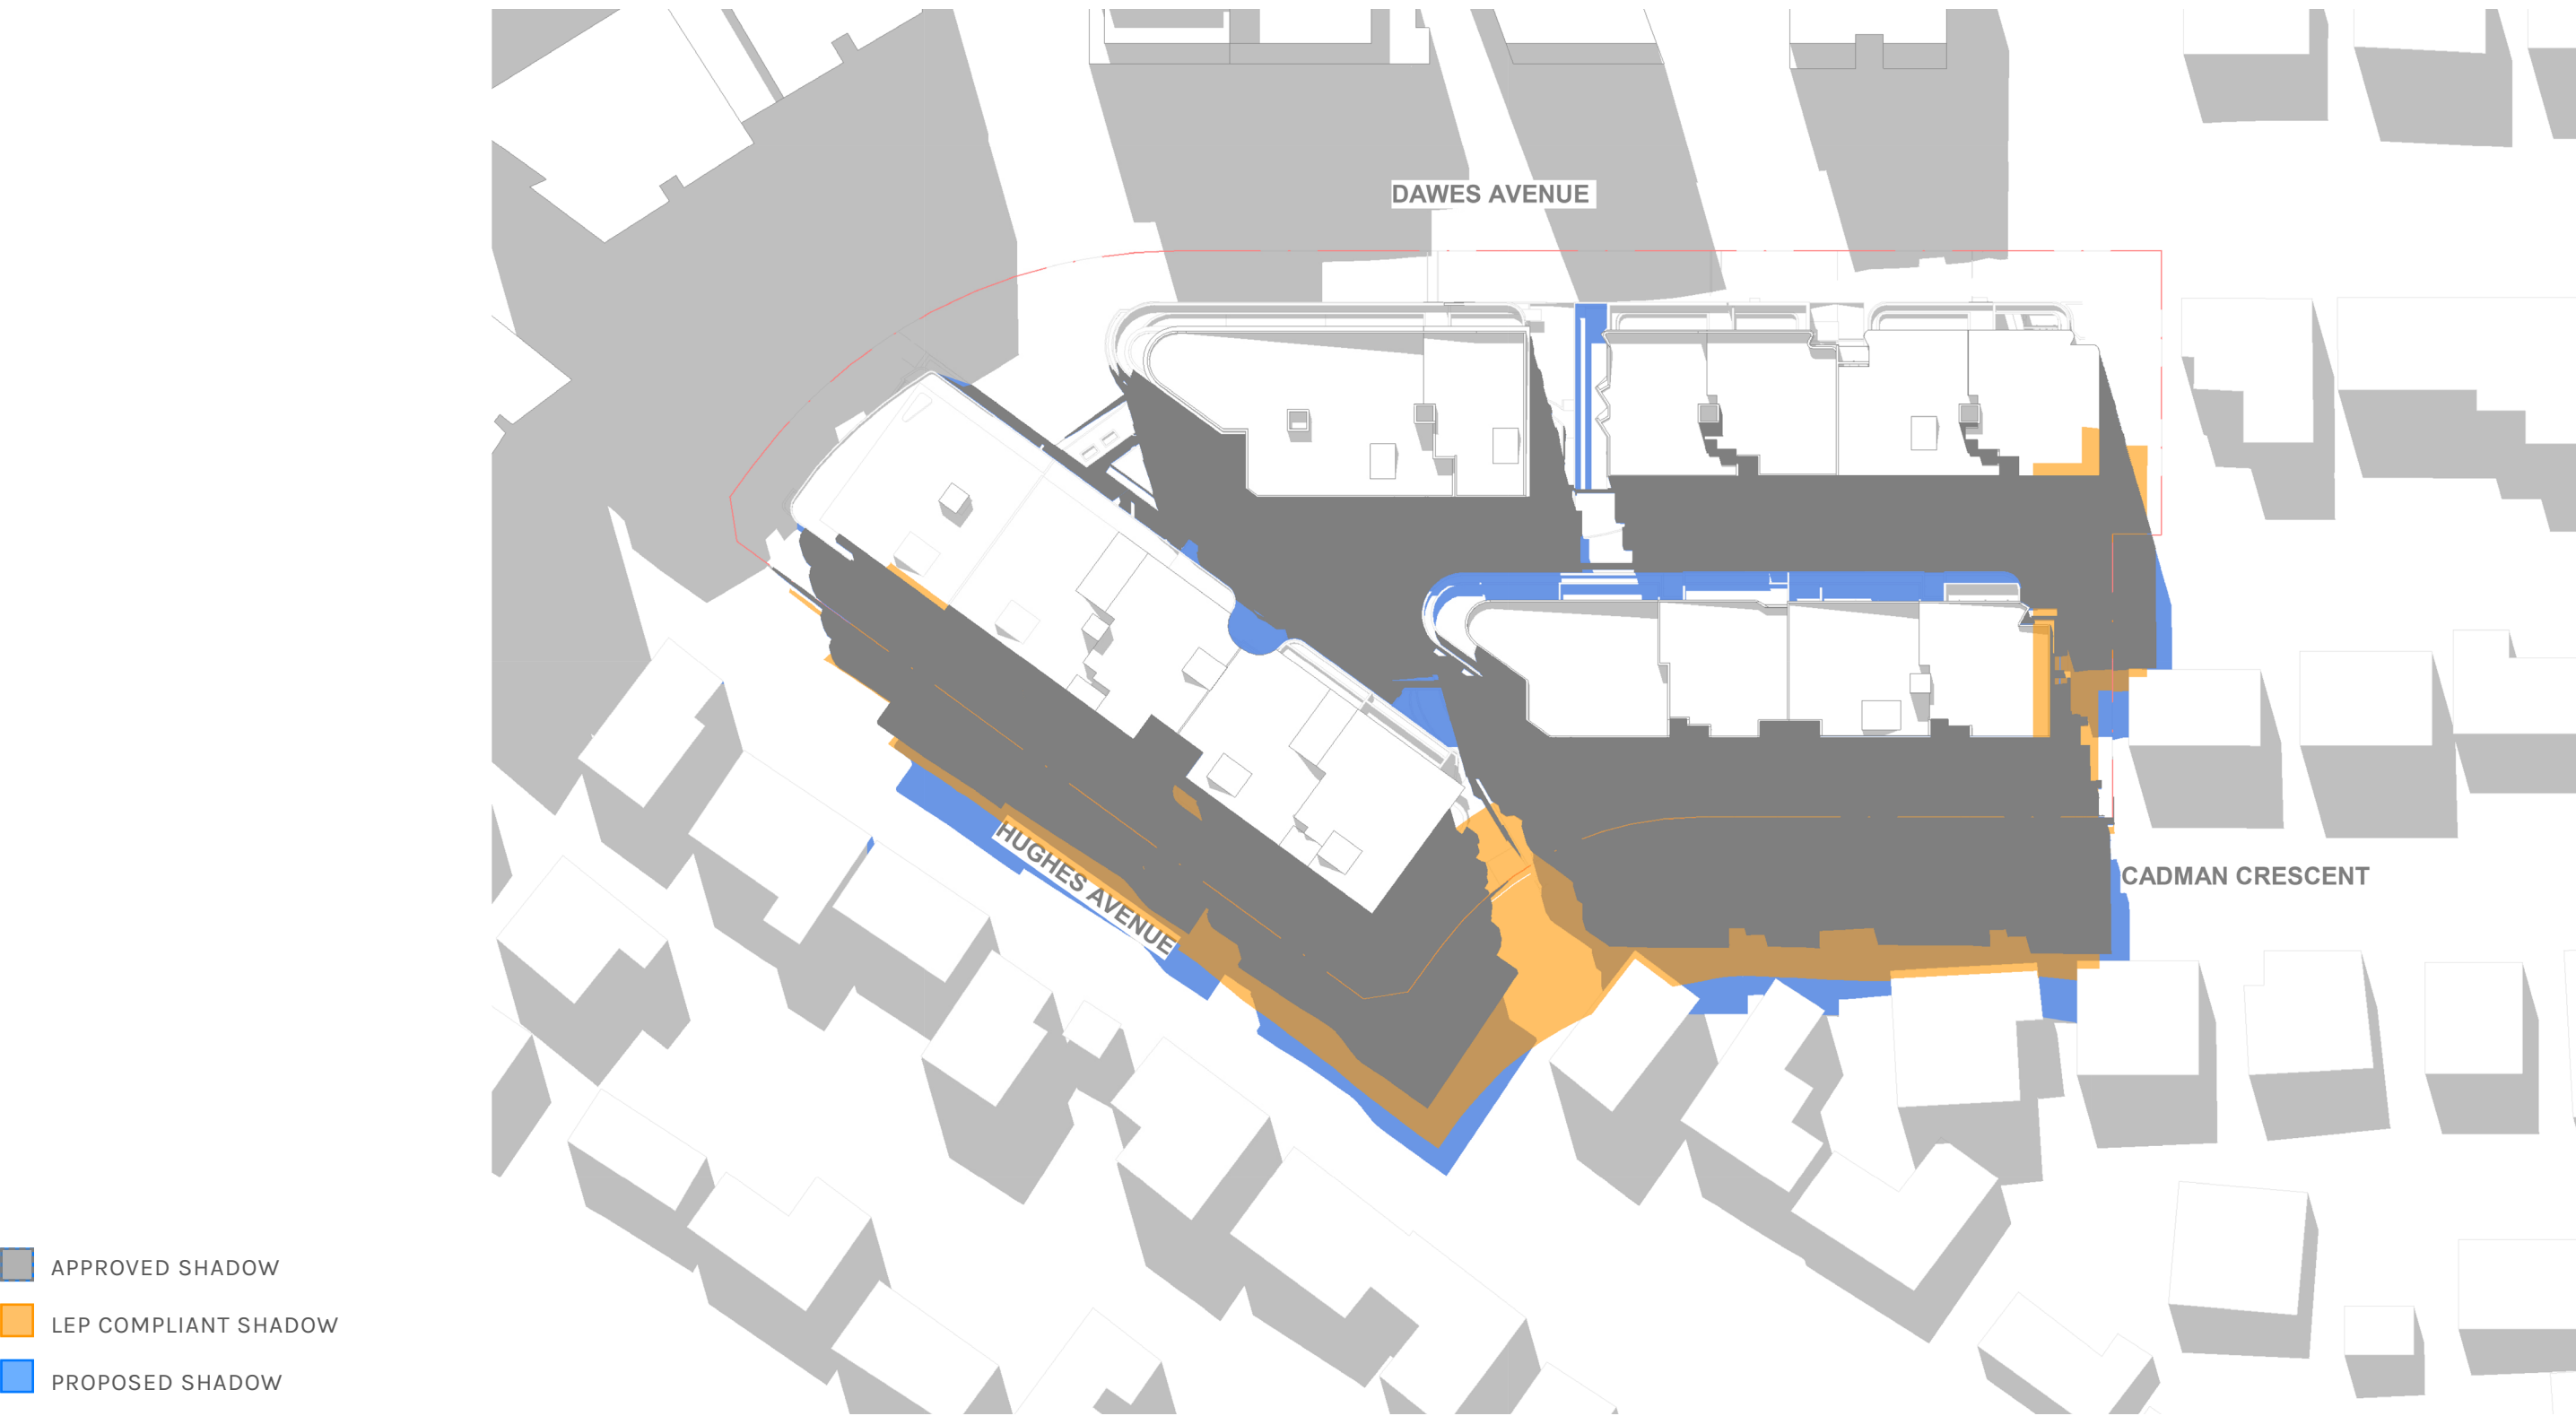 DAWES AVENUE
HUGHES AVENUE
CADMAN CRESCENT
APPROVED SHADOW
LEP COMPLIANT SHADOW
PROPOSED SHADOW